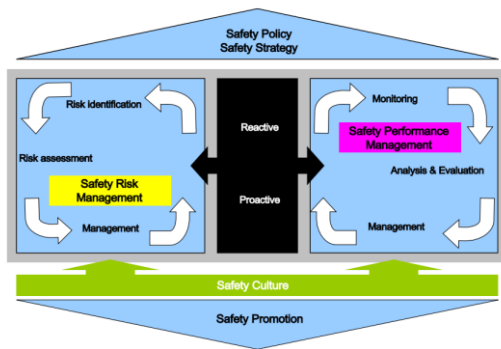 Safety Policy
Safety Strategy
Risk identification
Risk assessment
Safety Risk
Management
Management
Reactive
Proactive
Monitoring
Safety Performance
Management
Analysis & Evaluation
Management
Safety Culture
Safety Promotion